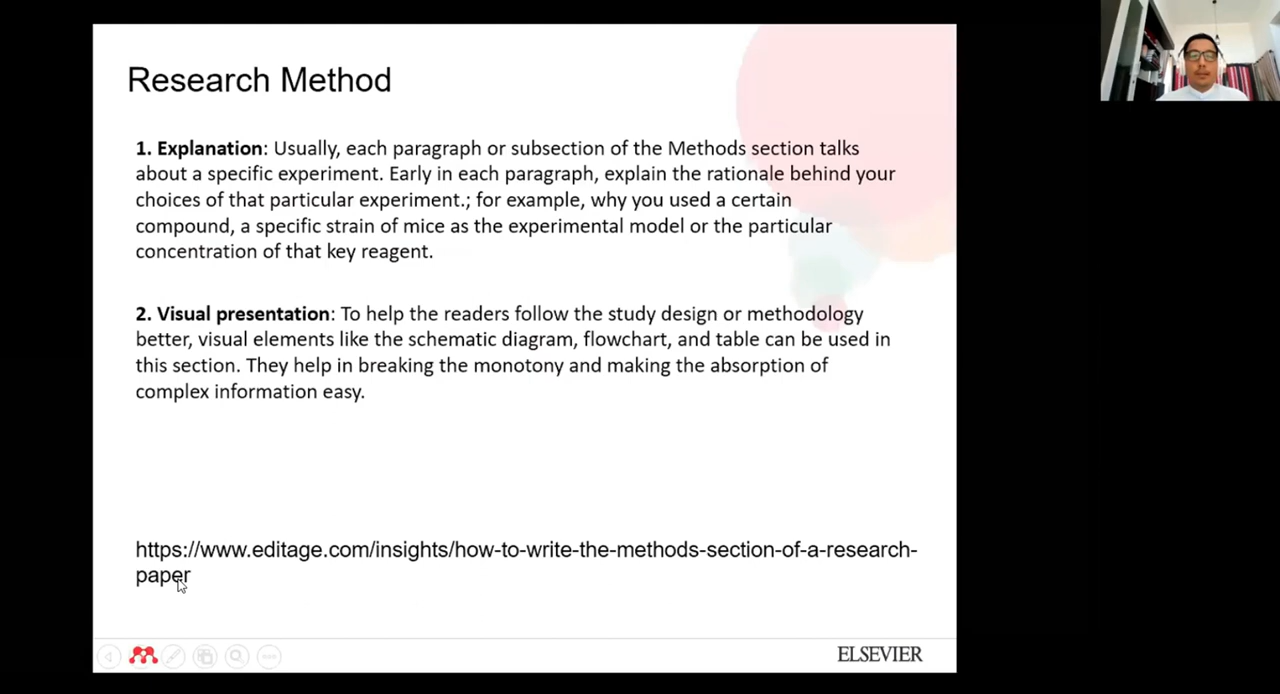 Research Method
1. Explanation: Usually, each paragraph or subsection of the Methods section talks
about a specific experiment. Early in each paragraph, explain the rationale behind your
choices of that particular experiment.; for example, why you used a certain
compound, a specific strain of mice as the experimental model or the particular
concentration of that key reagent.
2. Visual presentation: To help the readers follow the study design or methodology
better, visual elements like the schematic diagram, flowchart, and table can be used in
this section. They help in breaking the monotony and making the absorption of
complex information easy.
https://www.editage.com/insights/how-to-write-the-methods-section-of-a-research-
paper
ELSEVIER